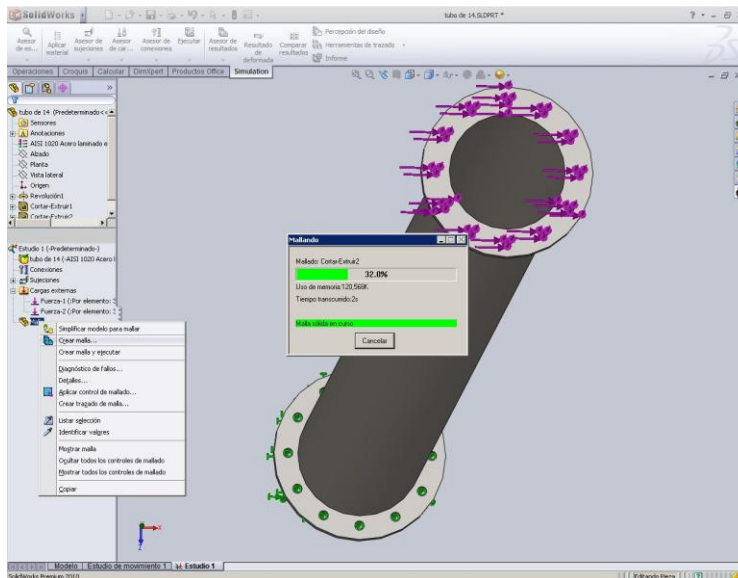 SolidWorks
tubo de 14.SLDPRT *
Asesor de es...
Aplicar material
Asesor de sujeciones
Asesor de car...
Asesor de conexiones
Ejecutar
Asesor de resultados
Resultado de deformada
Comparar resultados
Percepción del diseño
Herramientas de trazado
Informe
Operaciones Croquis Calcular DimXpert Productos Office Simulation
tubo de 14 (Predeterminado<
Sensores
Anotaciones
AISI 1020 Acero laminado e
Alzado
Planta
Vista lateral
Origen
Revolución1
Cortar-Extruir1
Cortar-Extruir2
Estudio 1 (-Predeterminado-)
tubo de 14 (-AISI 1020 Acero l
Conexiones
Sujeciones
Cargas externas
Fuerza-1 (:Por elemento:
Fuerza-2 (:Por elemento:
Simplificar modelo para mallar
Crear malla...
Crear malla y ejecutar
Diagnóstico de fallos...
Detalles...
Aplicar control de mallado...
Crear trazado de malla...
Listar selección
Identificar valores
Mostrar malla
Ocultar todos los controles de mallado
Mostrar todos los controles de mallado
Copiar
Mallando
Mallado: Cortar-Extruir2
32.0%
Uso de memoria:120,568K
Tiempo transcurrido:2s
Malla sólida en curso
Cancelar
Modelo Estudio de movimiento 1 Estudio 1
SolidWorks Premium 2010
Editando Pieza